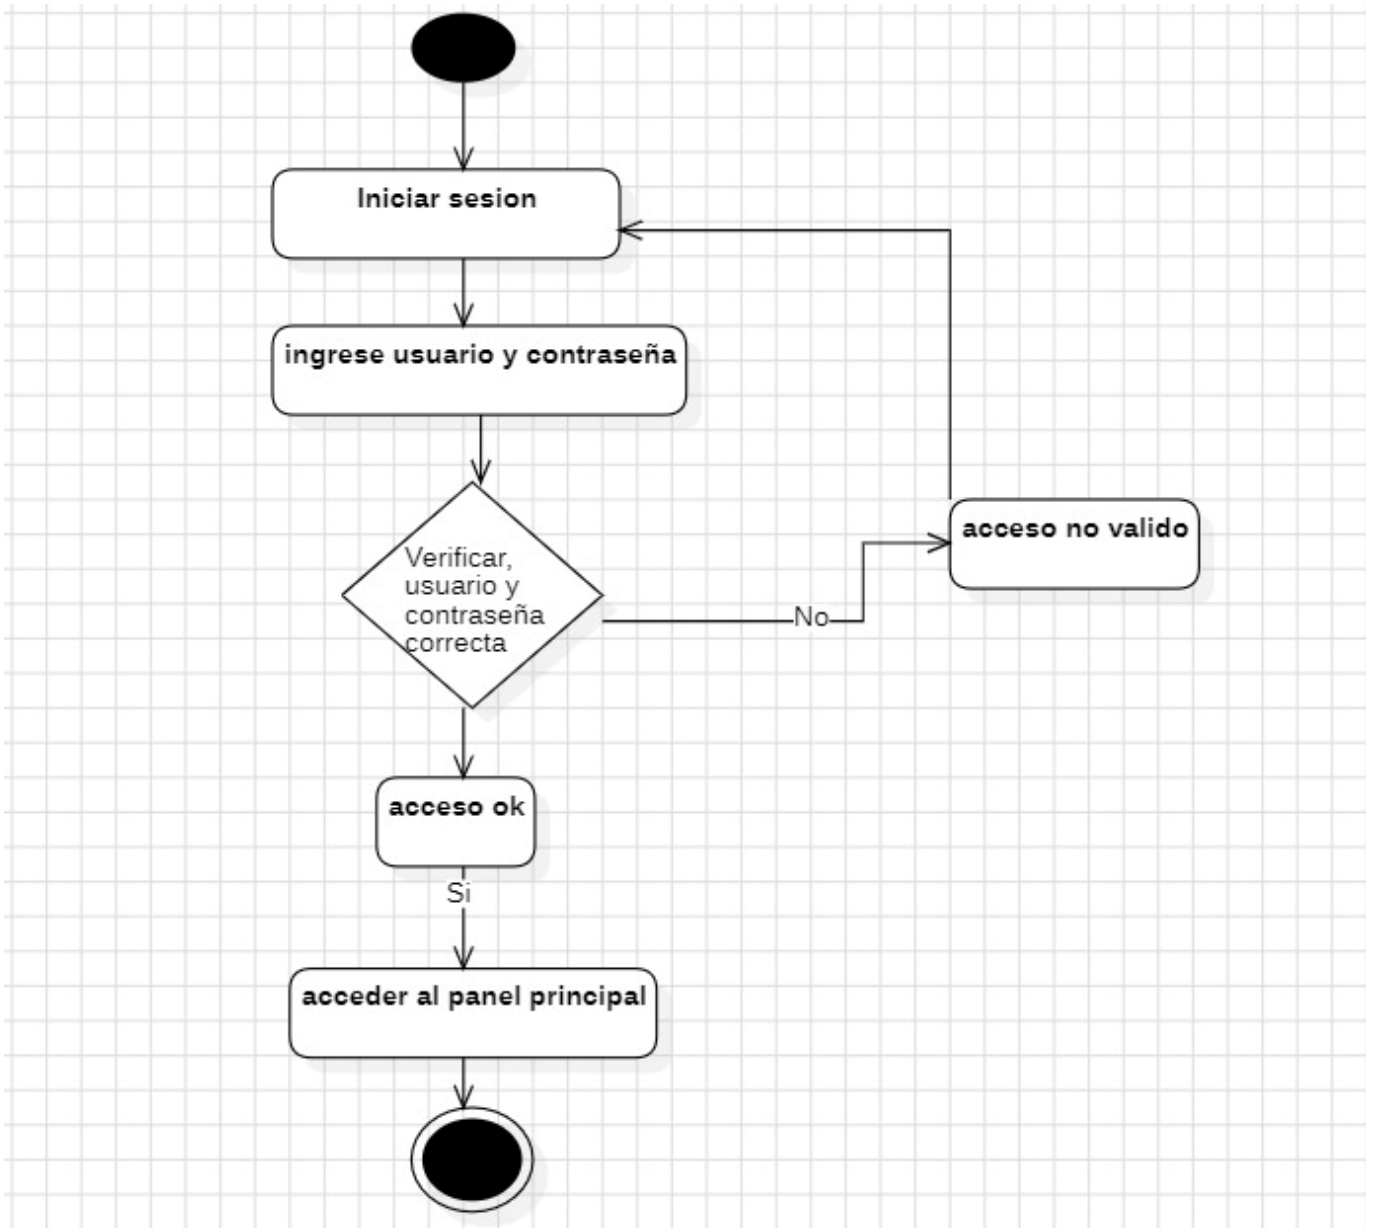 Iniciar sesion
ingrese usuario y contraseña
Verificar,
usuario y
contraseña
correcta
acceso no valido
No
acceso ok
Si
acceder al panel principal